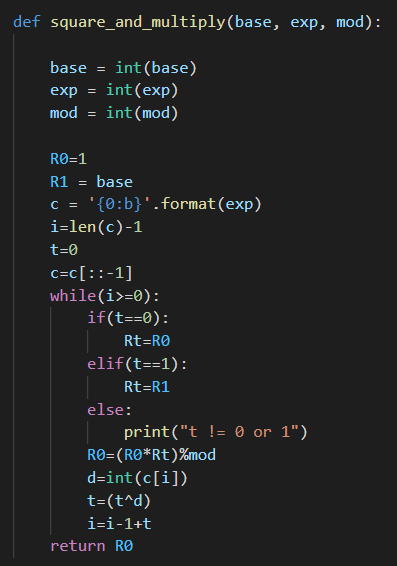 def square_and_multiply(base, exp, mod):
base = int(base)
exp = int(exp)
mod = int(mod)
R0=1
R1 = base
c = '{0:b}'.format(exp)
i=len(c)-1
t=0
c=c[::-1]
while(i>=0):
if(t==0):
Rt=R0
elif(t==1):
Rt=R1
else:
print("t != 0 or 1")
R0=(R0*Rt)%mod
d=int(c[i])
t=(t^d)
i=i-1+t
return R0